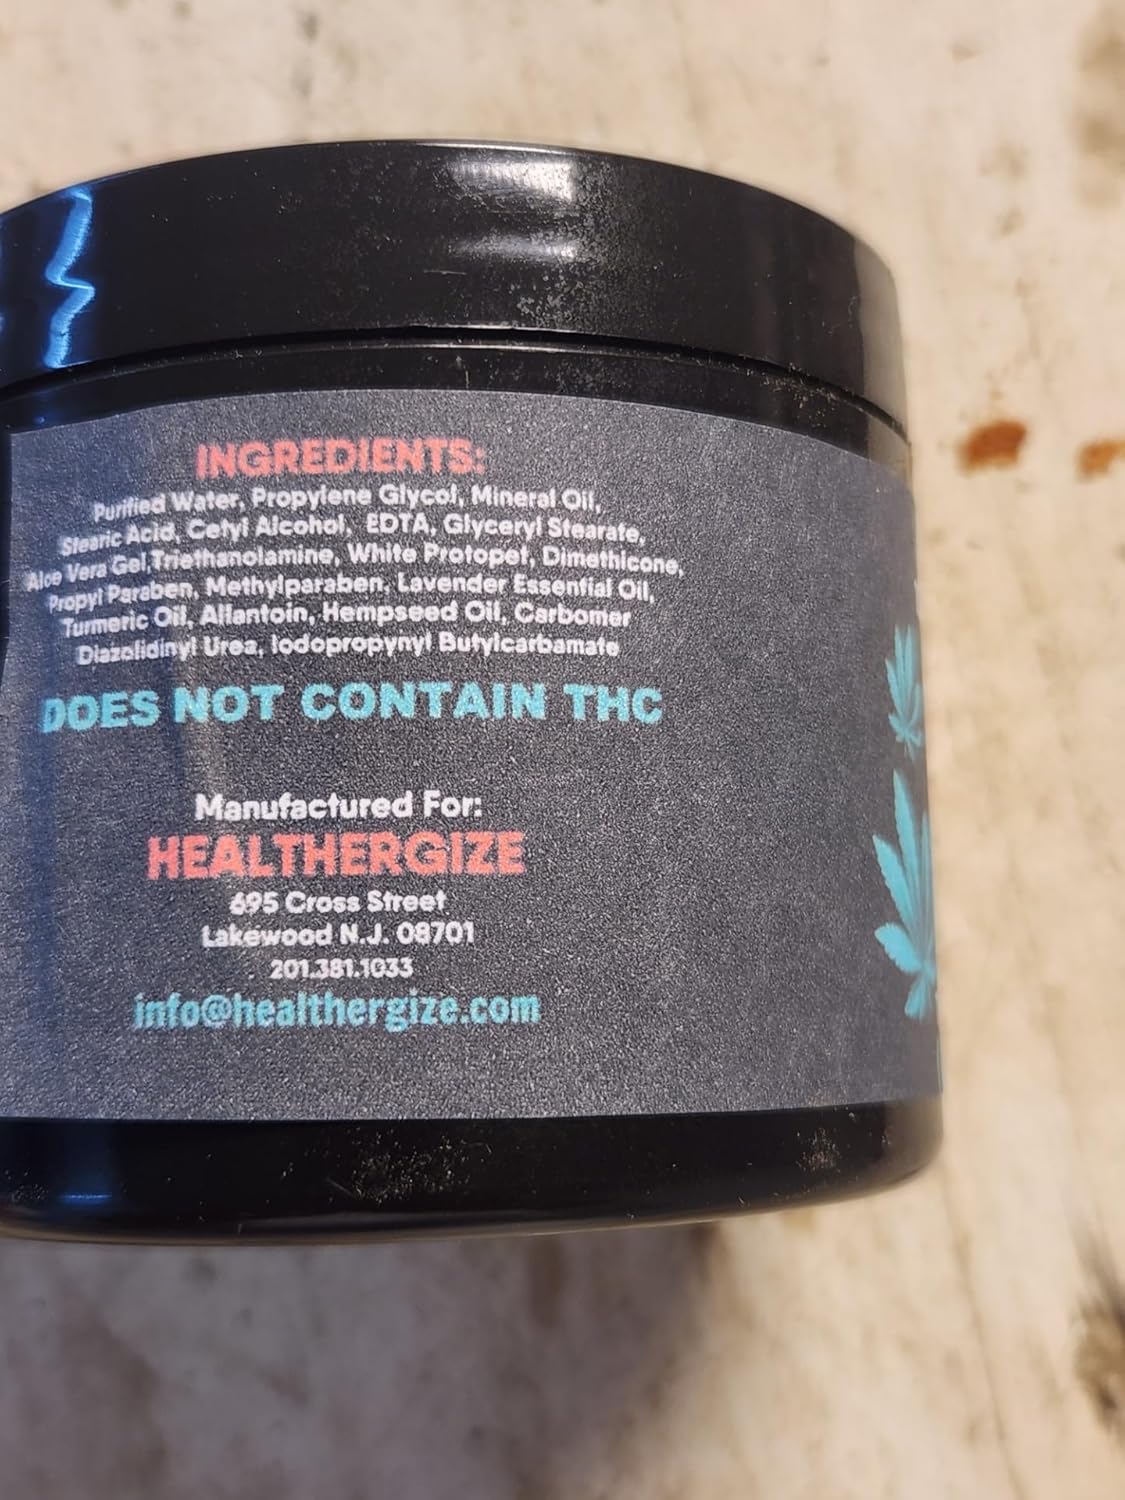 INGREDIENTS:
Purified Water, Propylene Glycol, Mineral Oil,
Stearic Acid, Cetyl Alcohol, EDTA, Glyceryl Stearate,
Aloe Vera Gel,Triethanolamine, White Protopet, Dimethicone,
Propyl Paraben, Methylparaben, Lavender Essential Oil,
Turmeric Oil, Allantoin, Hempseed Oil, Carbomer
Diazolidinyl Urea, Iodopropynyl Butylcarbamate
DOES NOT CONTAIN THC
Manufactured For:
HEALTHERGIZE
695 Cross Street
Lakewood N.J. 08701
201.381.1033
info@healthergize.com